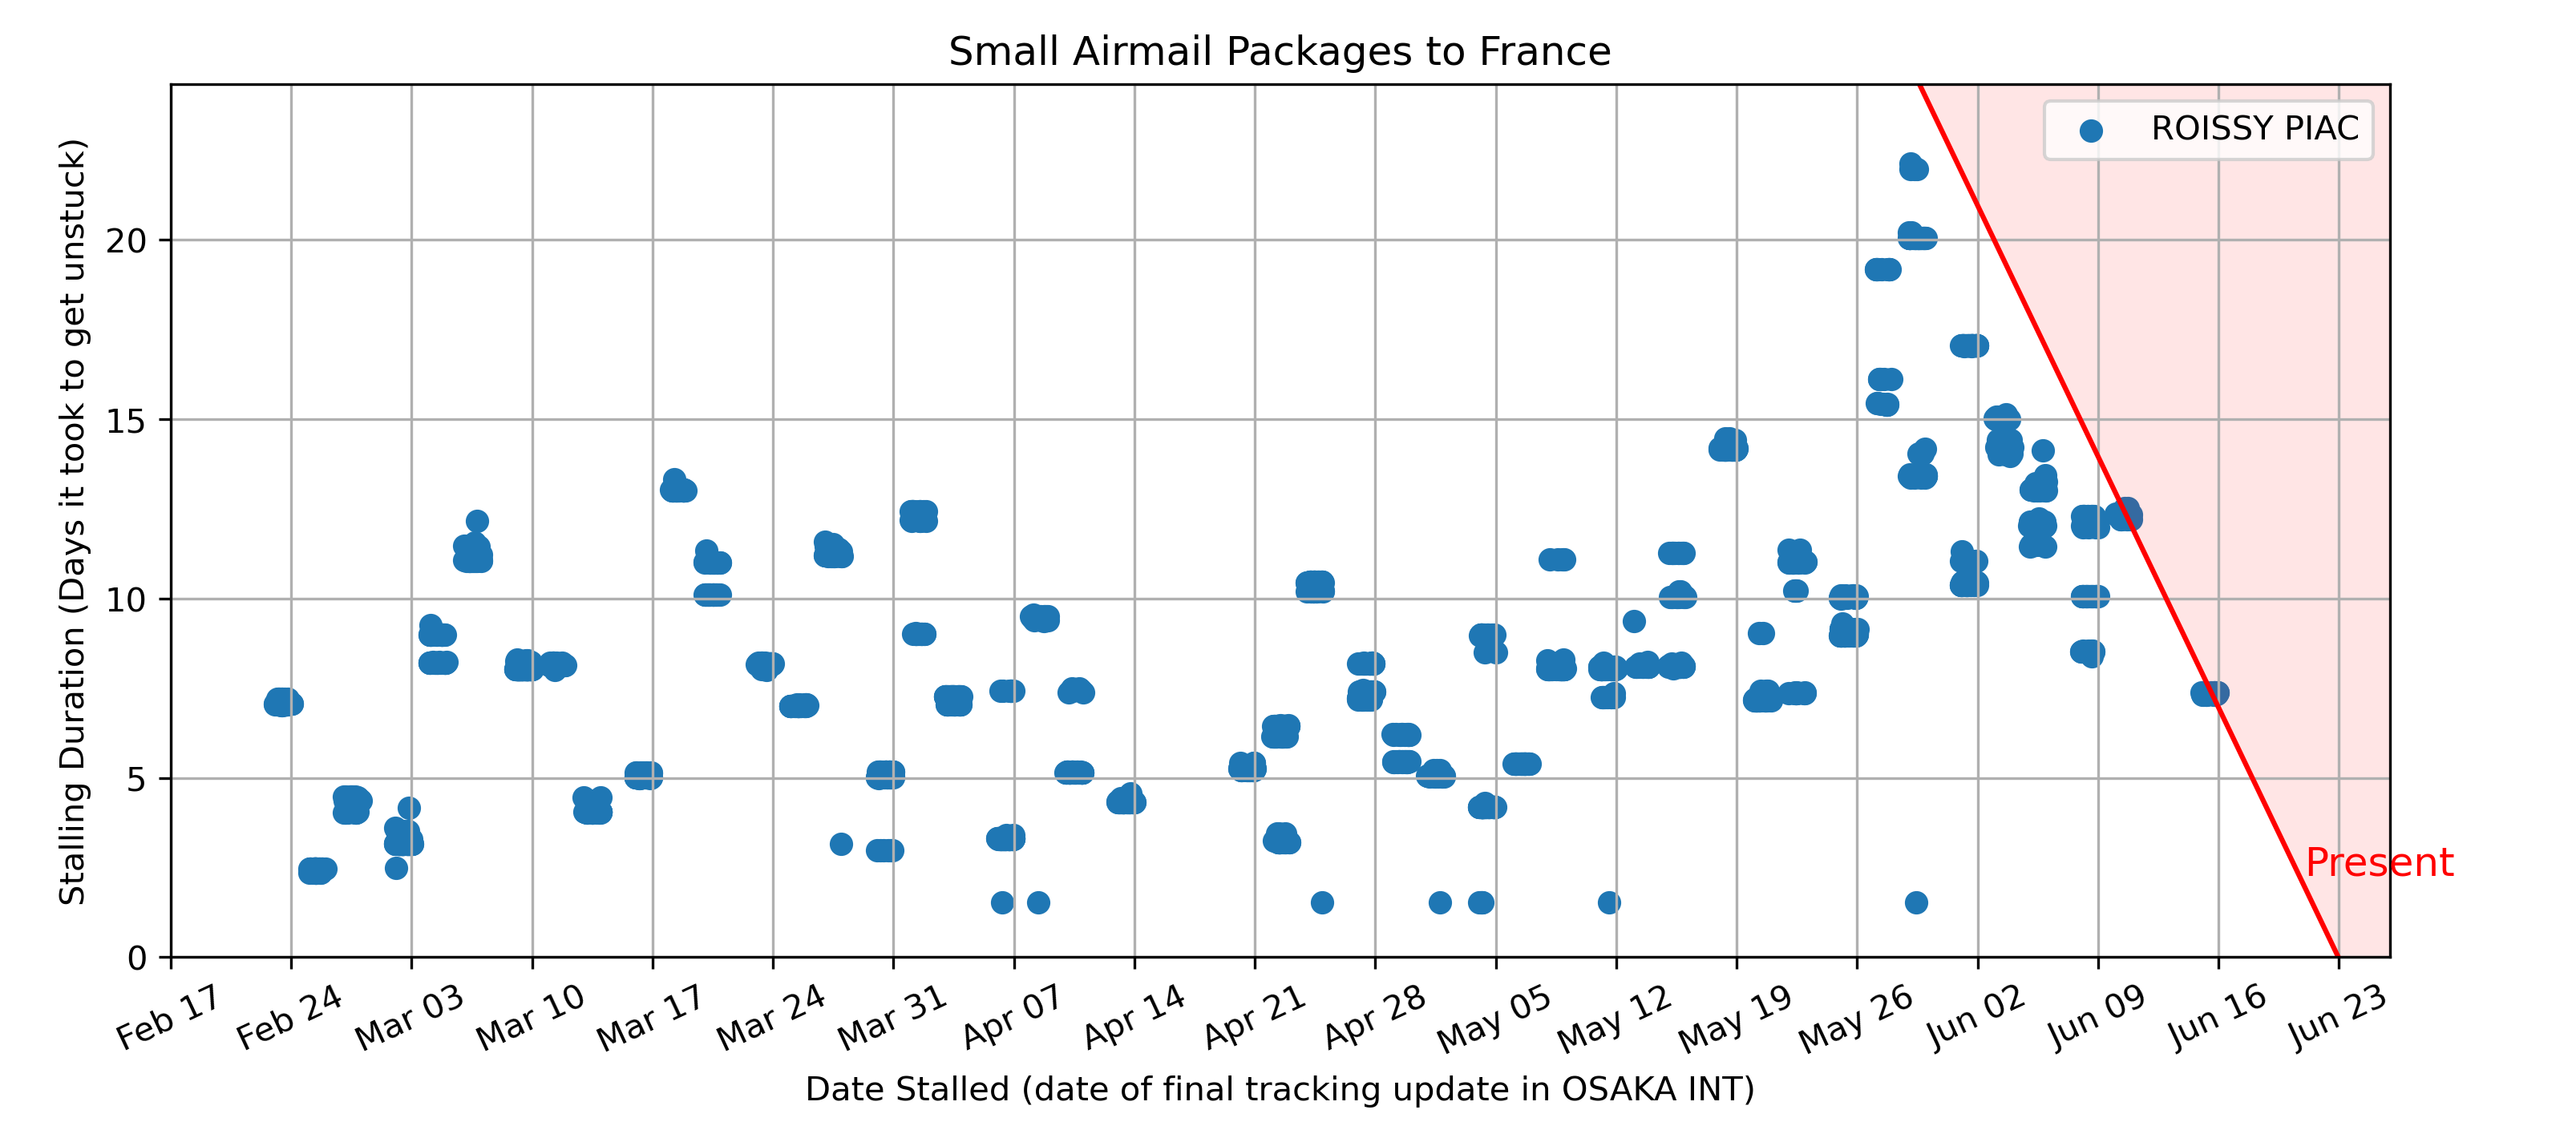 Small Airmail Packages to France
ROISSY PIAC
Stalling Duration (Days it took to get unstuck)
20
15
10
5
0
Present
Feb 17
Feb 24
Mar 03
Mar 10
Mar 17
Mar 24
Mar 31
Apr 07
Apr 14
Apr 21
Apr 28
May 05
May 12
May 19
May 26
Jun 02
Jun 09
Jun 16
Jun 23
Date Stalled (date of final tracking update in OSAKA INT)